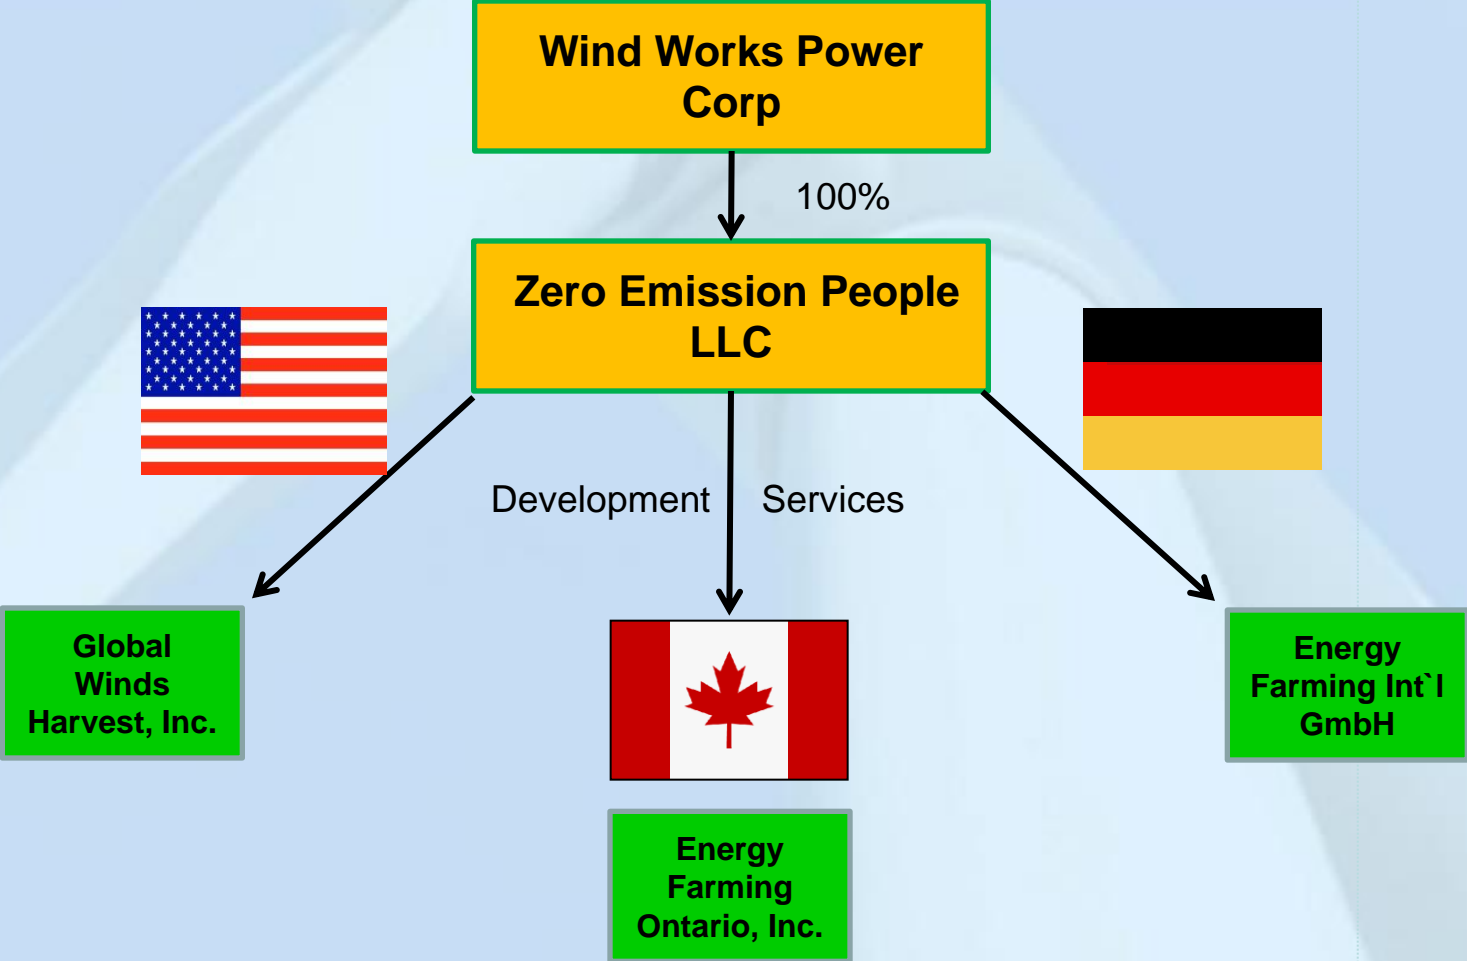 Wind Works Power
Corp
100%
Zero Emission People
LLC
Development Services
Global
Winds
Harvest, Inc.
Energy
Farming Int`l
GmbH
Energy
Farming
Ontario, Inc.